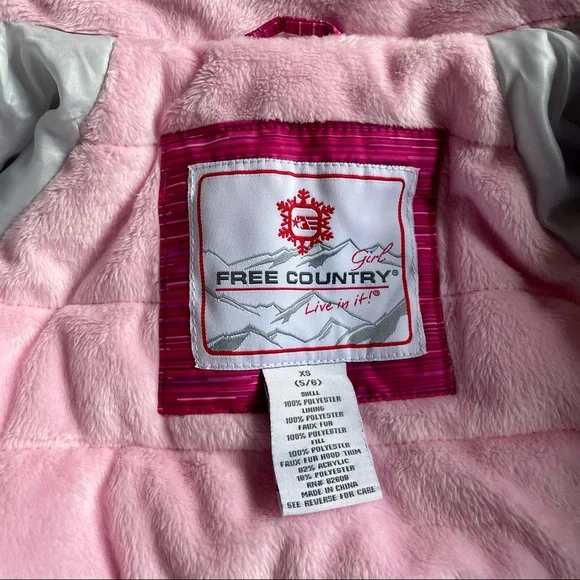 Girl
FREE COUNTRY®
Live in it!®
XS
(5/6)
SHELL
100% POLYESTER
LINING
100% POLYESTER
FAUX FUR
100% POLYESTER
FILL
100% POLYESTER
FAUX FUR HOOD TRIM
82% ACRYLIC
18% POLYESTER
RN# 82608
MADE IN CHINA
SEE REVERSE FOR CARE